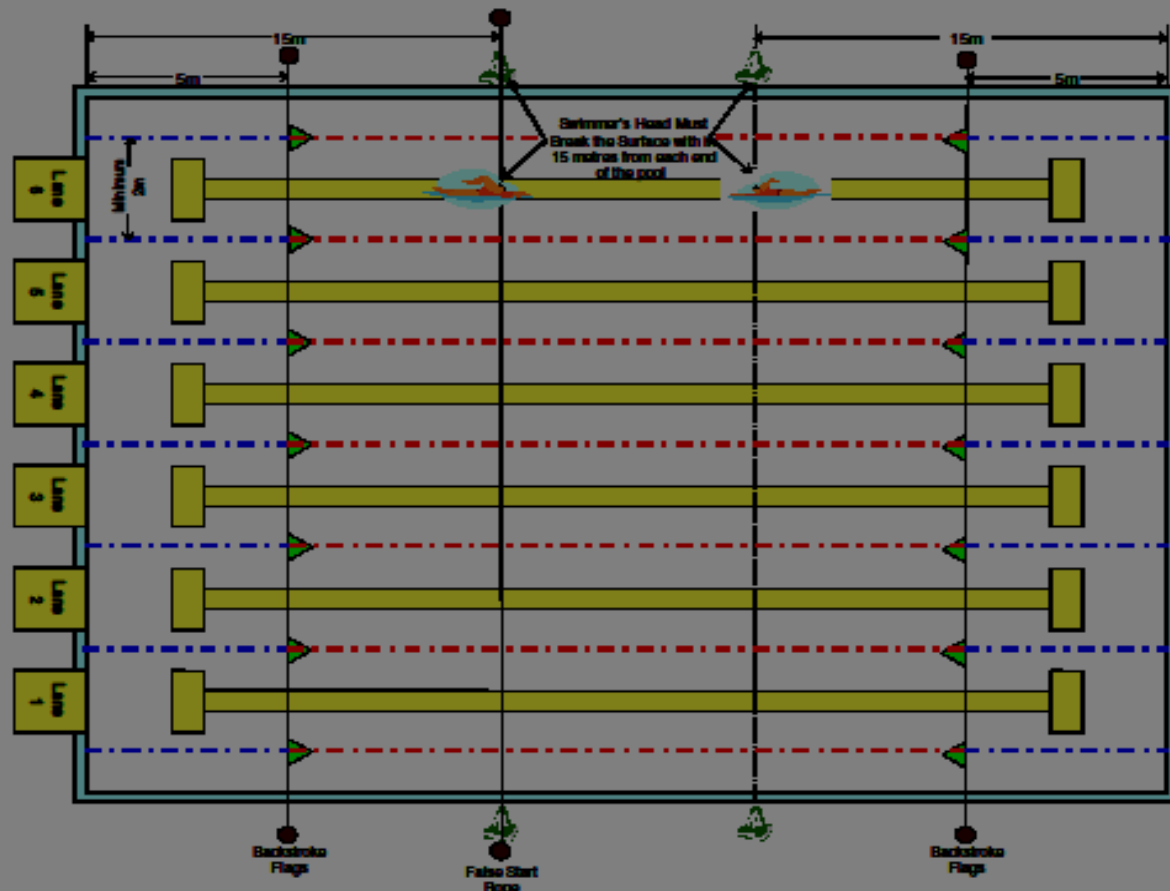 15m
15m
5m
5m
Swimmer's Head Must
Break the Surface with in
15 metres from each end
of the pool
Minimum
2m
Lane
6
Lane
5
Lane
4
Lane
3
Lane
2
Lane
1
Backstroke
Flags
False Start
Rope
Backstroke
Flags